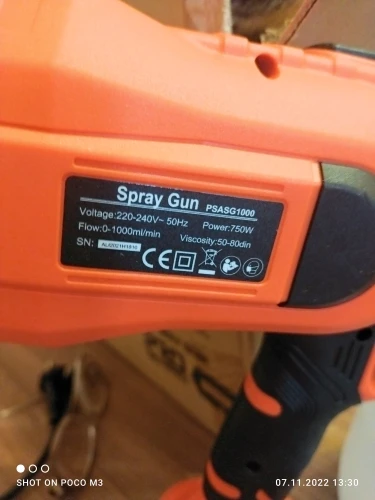 Spray Gun PSASG1000
Voltage:220-240V~ 50Hz Power:750W
Flow:0-1000ml/min Viscosity:50-80din
SN:
CE
SHOT ON POCO M3 07.11.2022 13:30